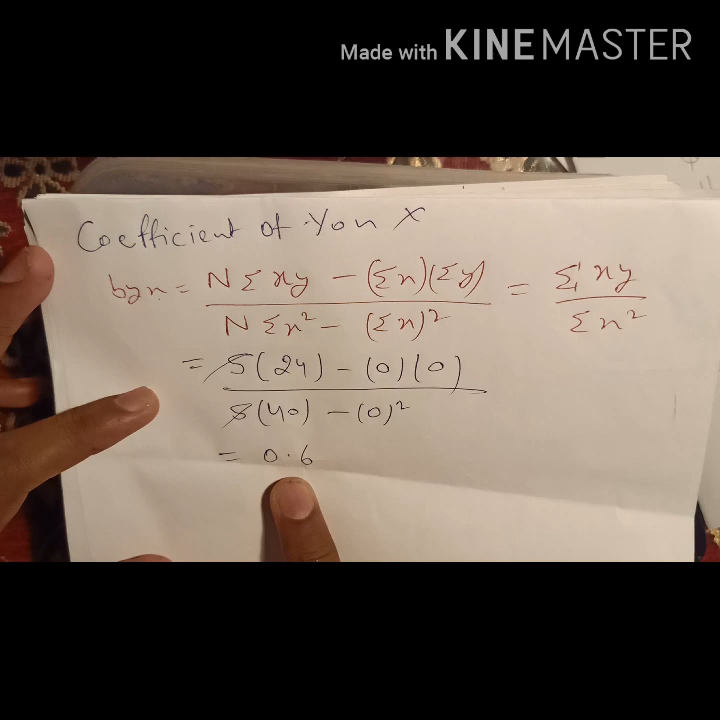 Made with KINEMASTER
Coefficient of Y on X
byx = NΣxy - (Σx)(Σy) / NΣx² - (Σx)² = Σxy / Σx²
= 5(24) - (0)(0) / 5(40) - (0)²
= 0.6